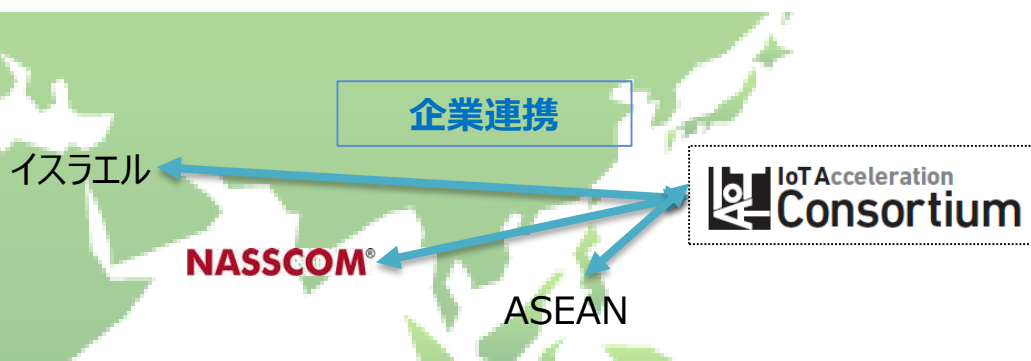 企業連携
イスラエル
IoT Acceleration
Consortium
NASSCOM®
ASEAN